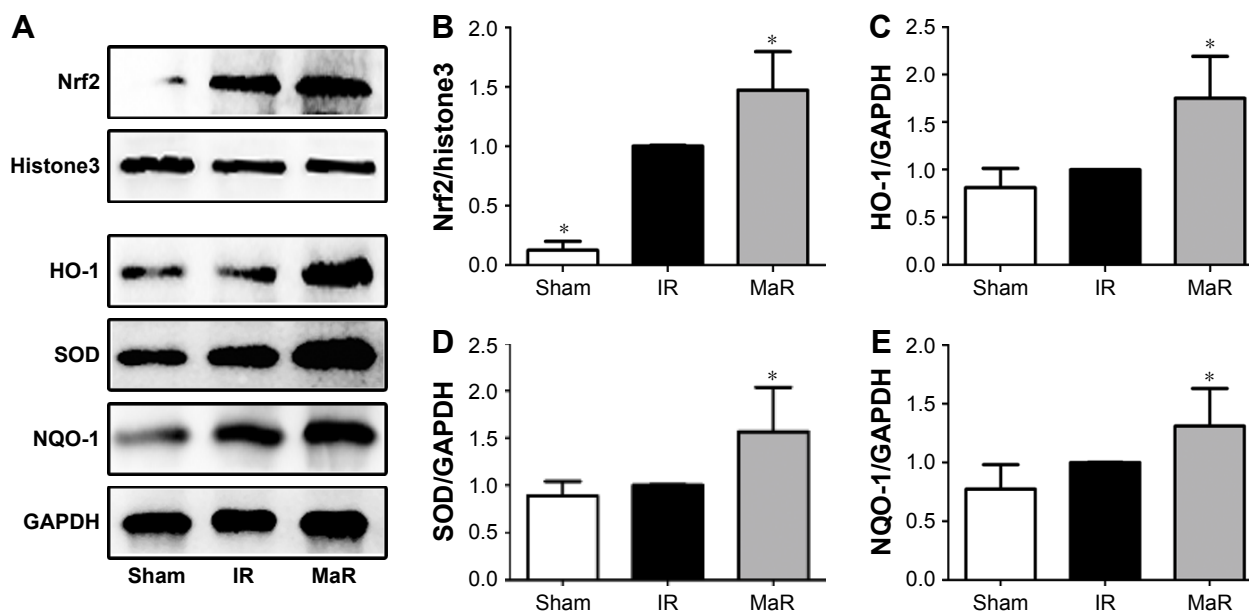 A
Nrf2
Histone3
HO-1
SOD
NQO-1
GAPDH
Sham IR MaR
B
Nrf2/histone3
2.0
1.5
1.0
0.5
0.0
*
*
Sham IR MaR
C
HO-1/GAPDH
2.5
2.0
1.5
1.0
0.5
0.0
*
Sham IR MaR
D
SOD/GAPDH
2.5
2.0
1.5
1.0
0.5
0.0
*
Sham IR MaR
E
NQO-1/GAPDH
2.0
1.5
1.0
0.5
0.0
*
Sham IR MaR